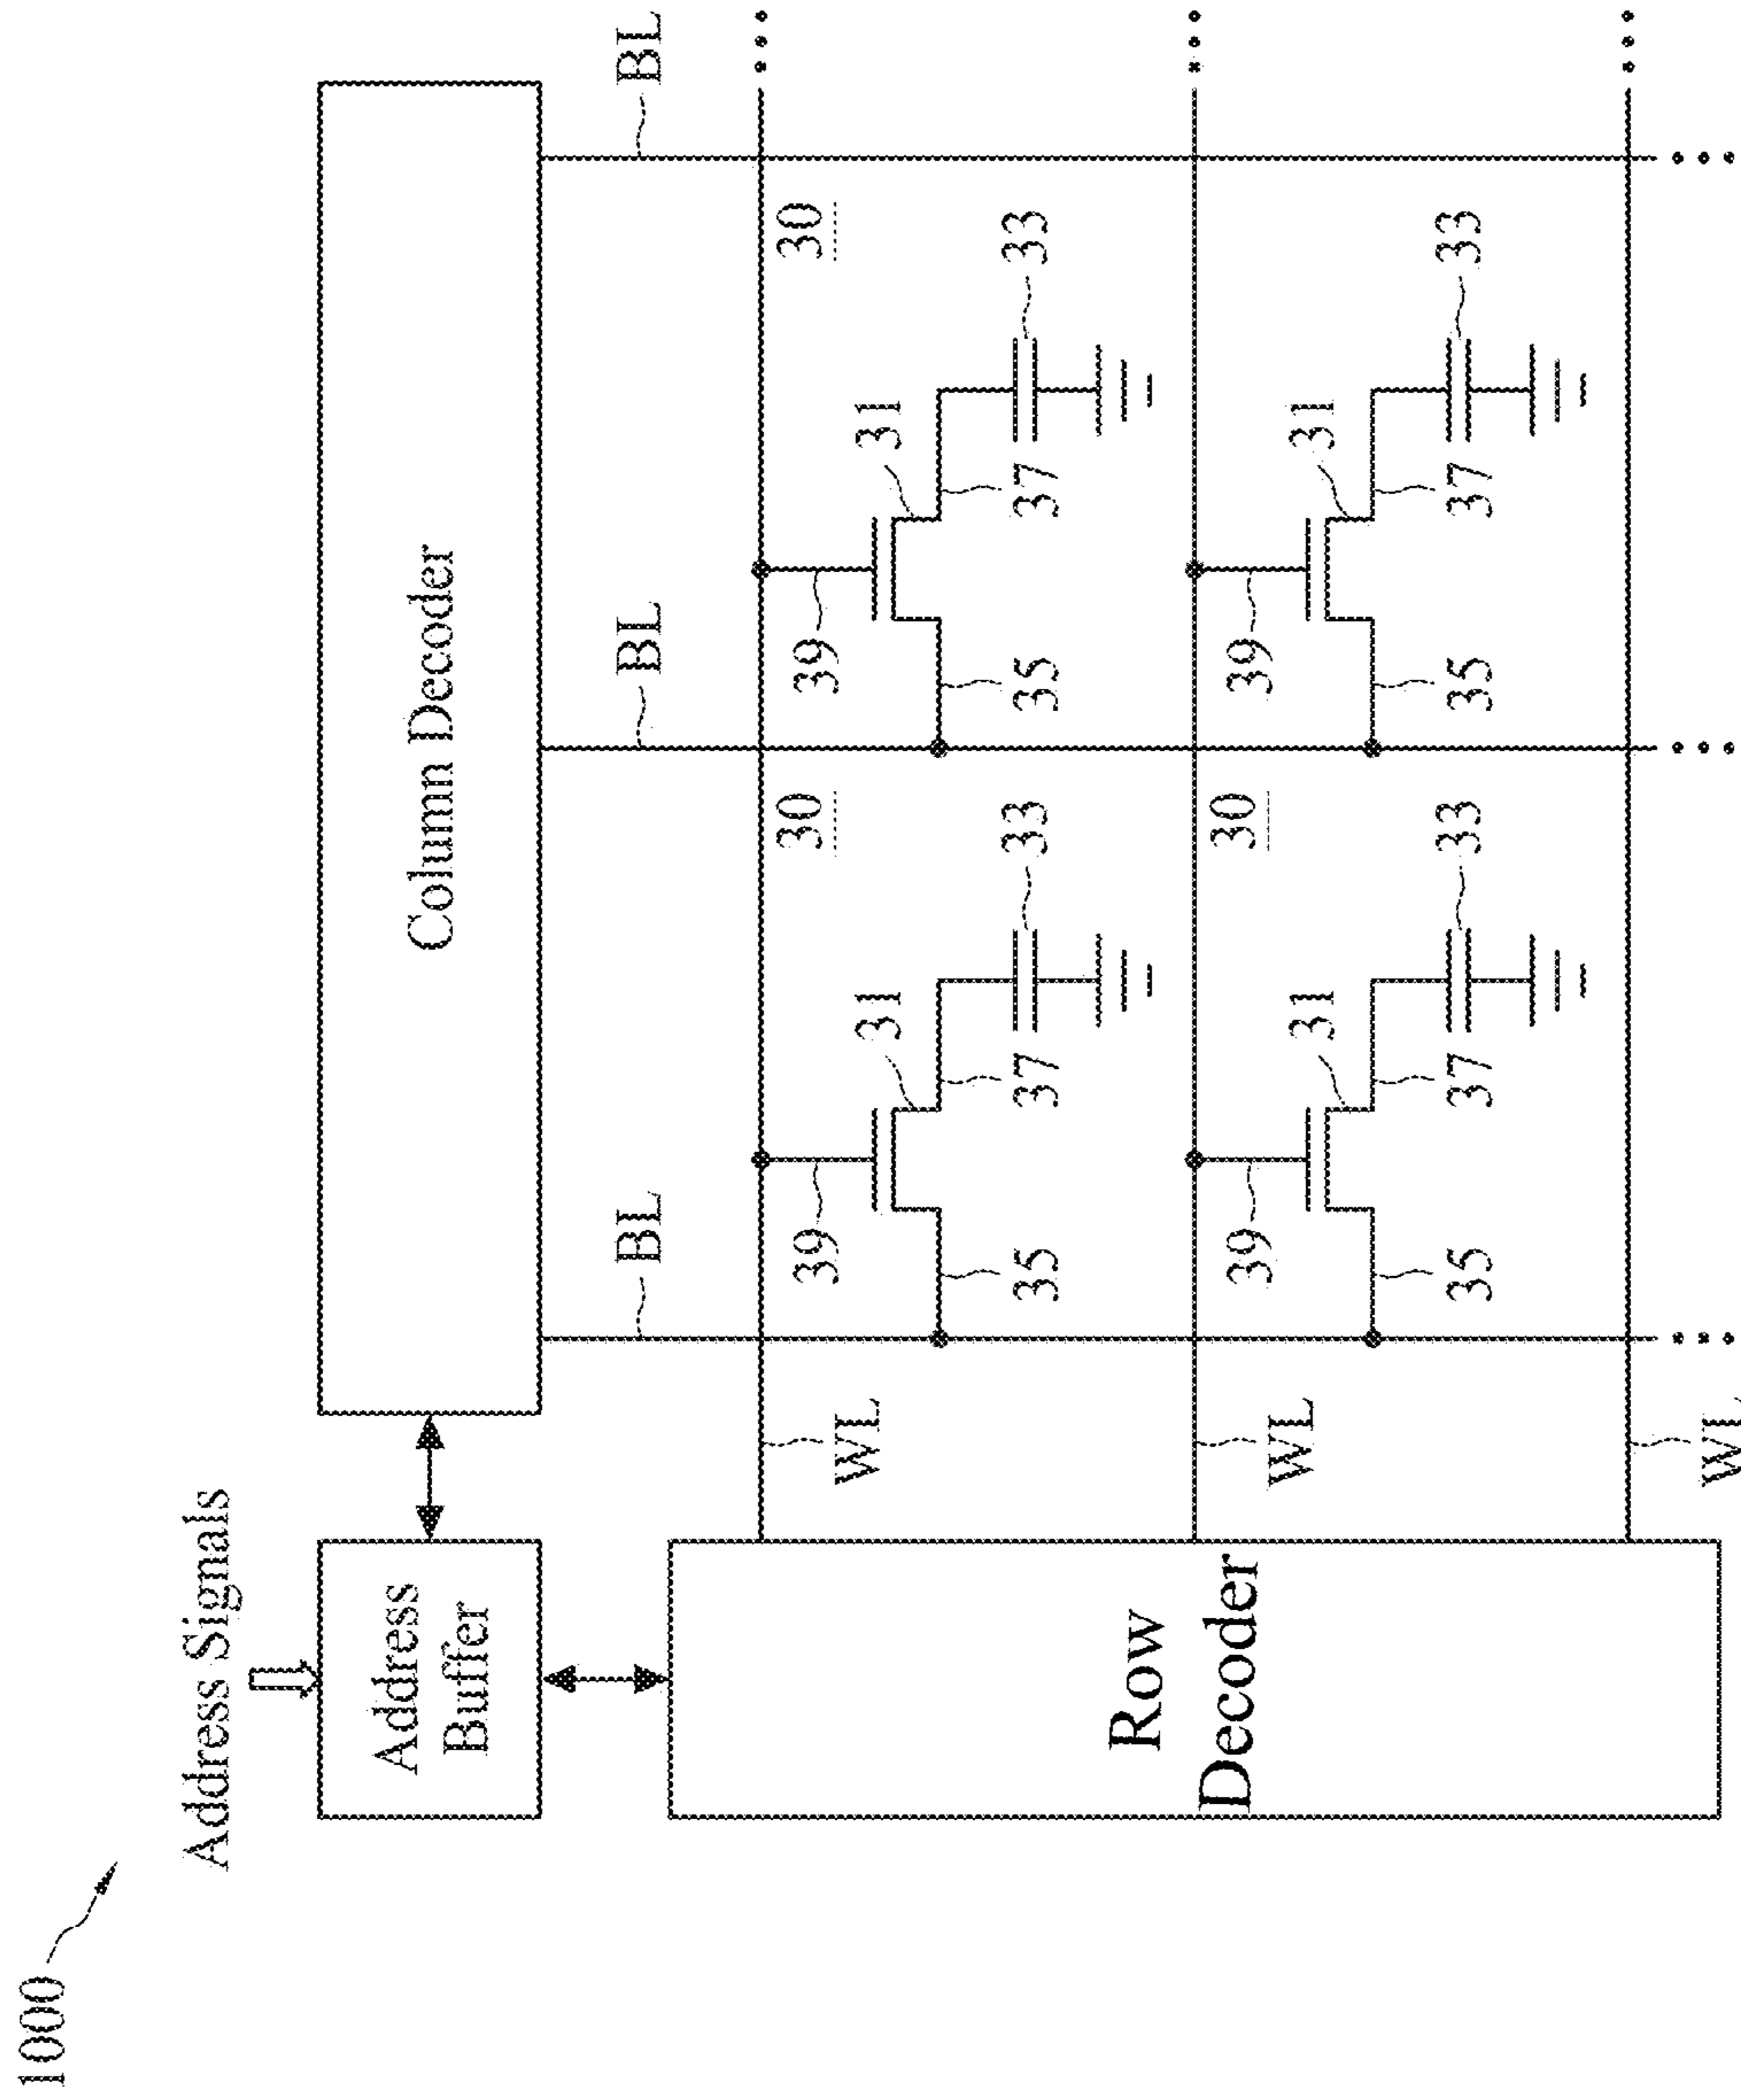 1000
Address Signals
Address
Buffer
Column Decoder
BL
BL
BL
30
30
39
39
WL
31
31
33
33
35
37
35
37
Row
Decoder
30
39
39
WL
31
31
33
33
35
37
35
37
WL